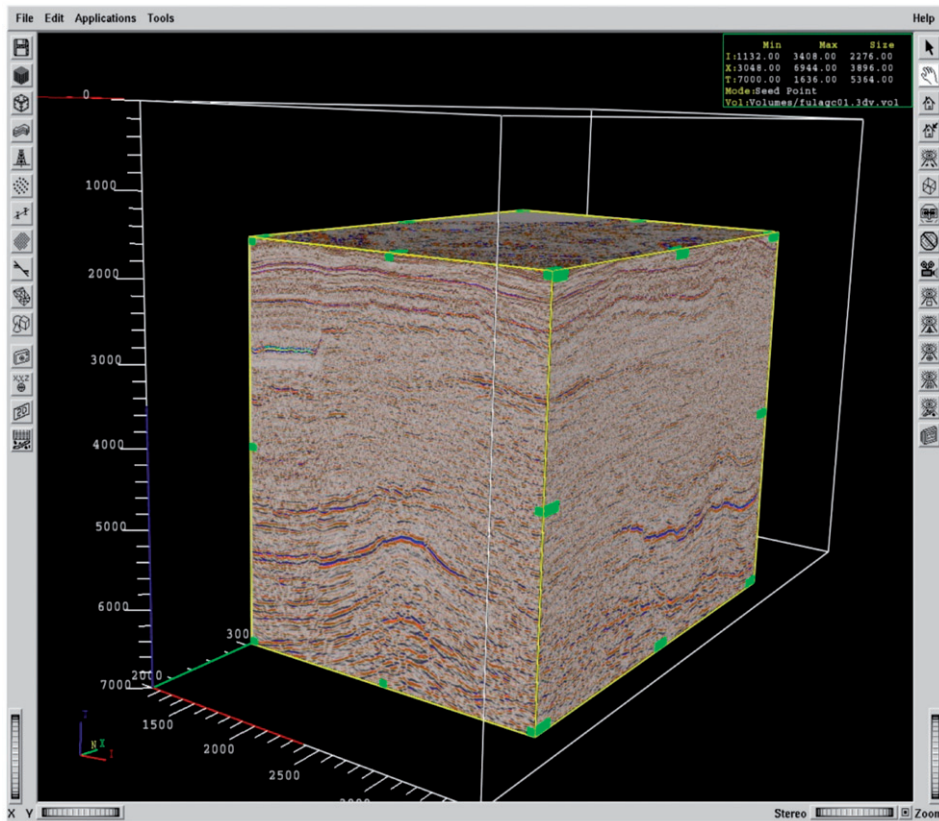 File Edit Applications Tools Help
Min Max Size
I:1132.00 3408.00 2276.00
X:3048.00 6944.00 3896.00
T:7000.00 1636.00 5364.00
Mode:Seed Point
Vol:Volumes/fulagc01.3dv.vol
0
1000
2000
3000
4000
5000
6000
7000
300
2000
1500
2000
2500
XYZ
2D
N X I
X Y Stereo Zoom